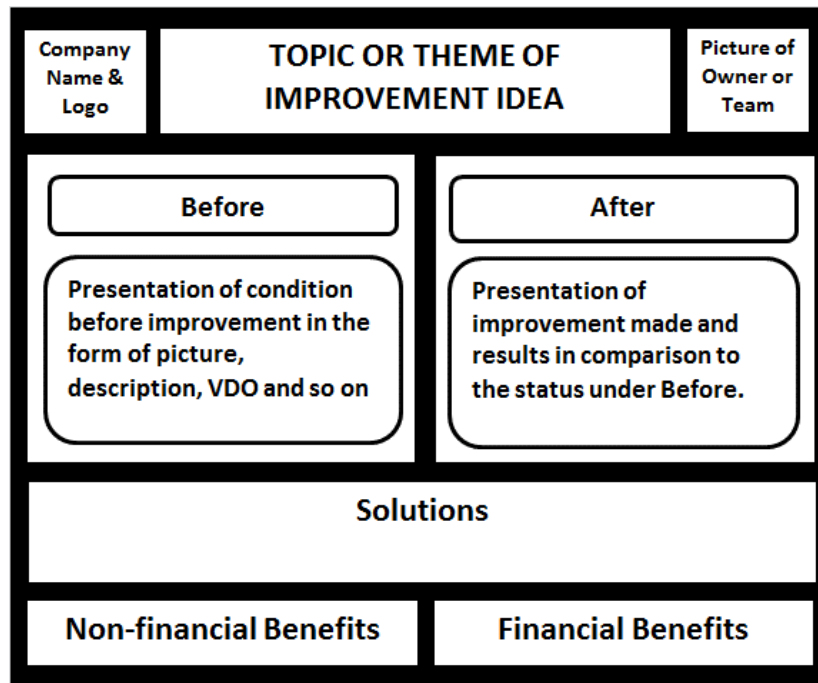 Company
Name &
Logo
TOPIC OR THEME OF
IMPROVEMENT IDEA
Picture of
Owner or
Team
Before
Presentation of condition
before improvement in the
form of picture,
description, VDO and so on
After
Presentation of
improvement made and
results in comparison to
the status under Before.
Solutions
Non-financial Benefits
Financial Benefits